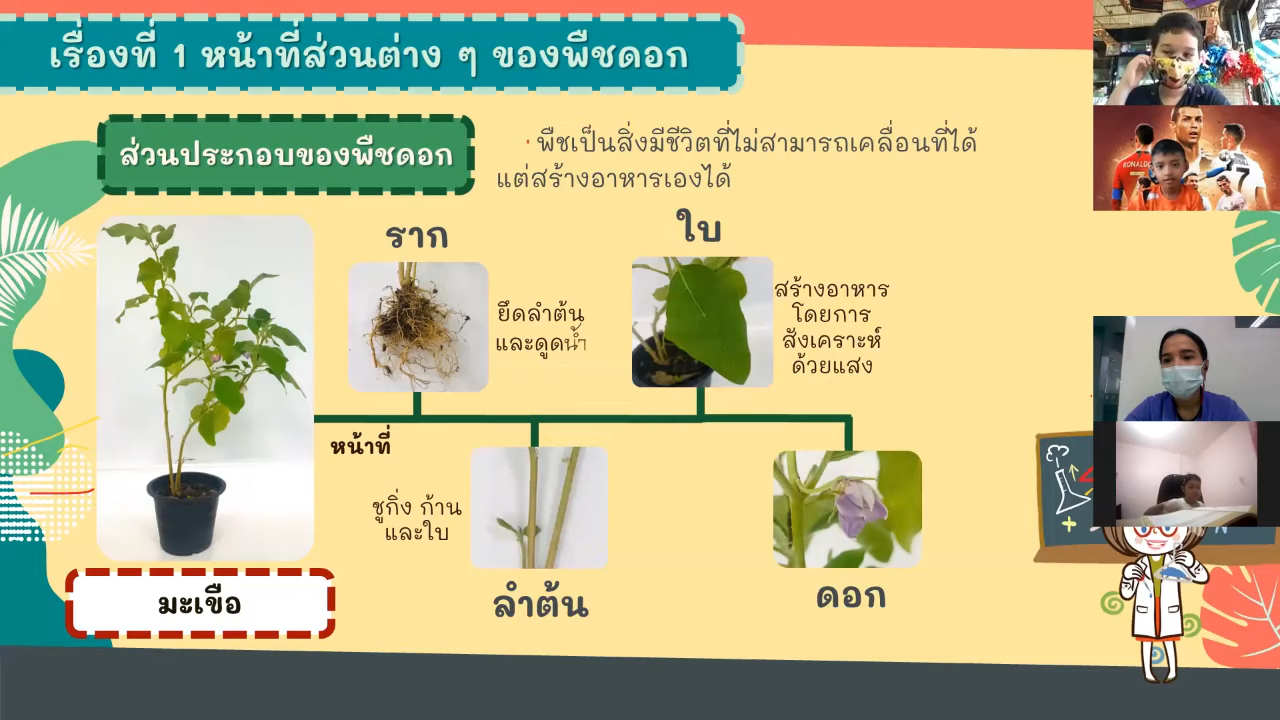 เรื่องที่ 1 หน้าที่ส่วนต่าง ๆ ของพืชดอก
ส่วนประกอบของพืชดอก
· พืชเป็นสิ่งมีชีวิตที่ไม่สามารถเคลื่อนที่ได้
แต่สร้างอาหารเองได้
ราก
ยึดลำต้น
และดูดน้ำ
ใบ
สร้างอาหาร
โดยการ
สังเคราะห์
ด้วยแสง
หน้าที่
ชูกิ่ง ก้าน
และใบ
ลำต้น
ดอก
มะเขือ
RONALDO
7